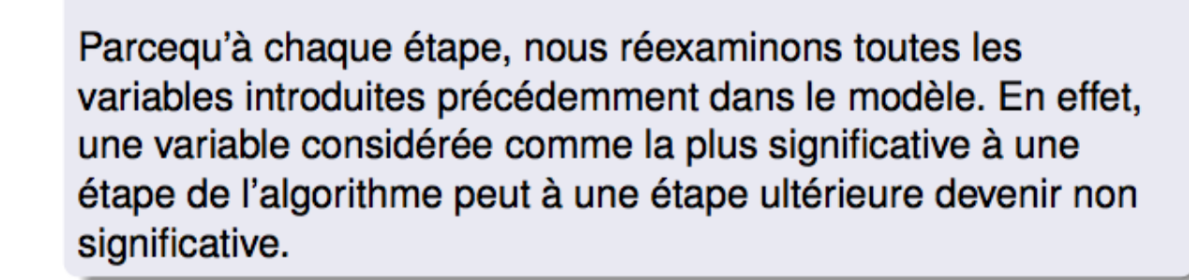 Parcequ’à chaque étape, nous réexaminons toutes les
variables introduites précédemment dans le modèle. En effet,
une variable considérée comme la plus significative à une
étape de l’algorithme peut à une étape ultérieure devenir non
significative.